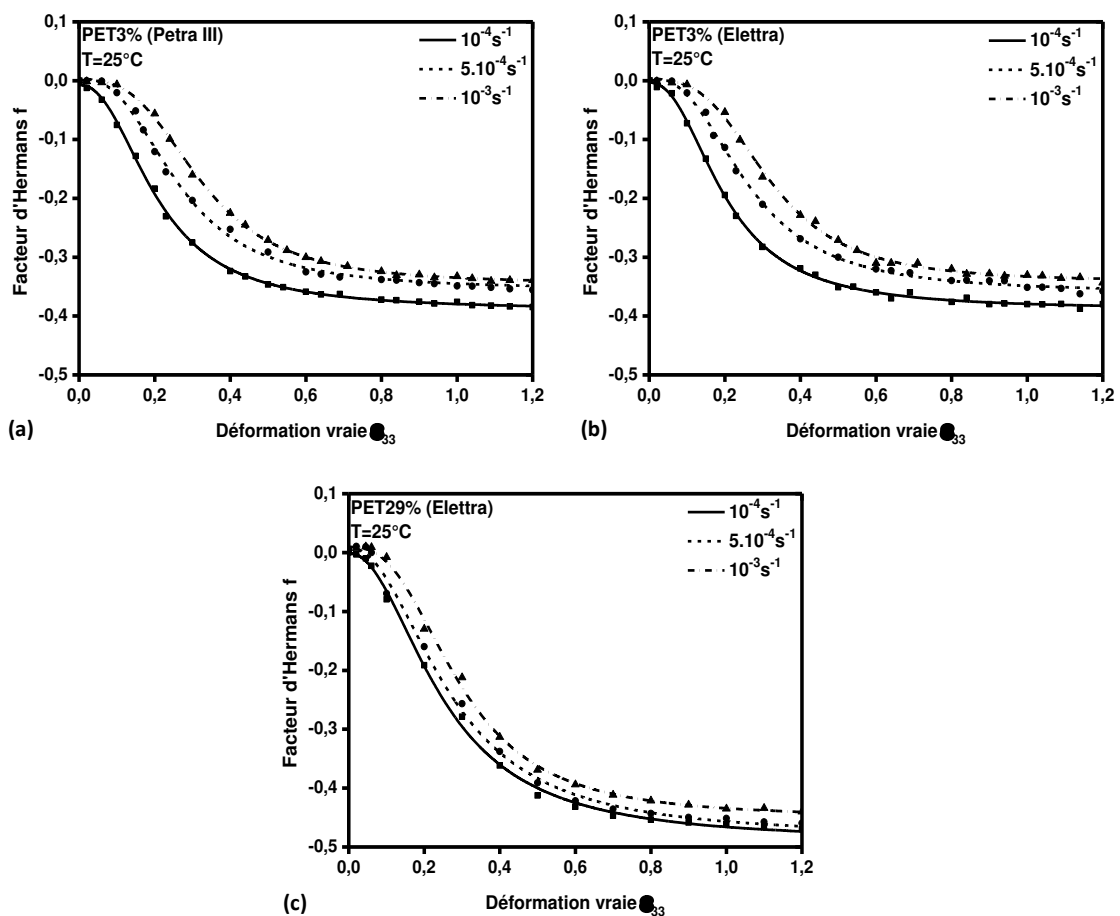 0,1
PET3% (Petra III)
T=25°C
10-4s-1
5.10-4s-1
10-3s-1
0,0
-0,1
-0,2
-0,3
-0,4
-0,5
Facteur d'Hermans f
0,0 0,2 0,4 0,6 0,8 1,0 1,2
(a)
Déformation vraie 33
0,1
PET3% (Elettra)
T=25°C
10-4s-1
5.10-4s-1
10-3s-1
0,0
-0,1
-0,2
-0,3
-0,4
-0,5
Facteur d'Hermans f
0,0 0,2 0,4 0,6 0,8 1,0 1,2
(b)
Déformation vraie 33
0,1
PET29% (Elettra)
T=25°C
10-4s-1
5.10-4s-1
10-3s-1
0,0
-0,1
-0,2
-0,3
-0,4
-0,5
Facteur d'Hermans f
0,0 0,2 0,4 0,6 0,8 1,0 1,2
(c)
Déformation vraie 33